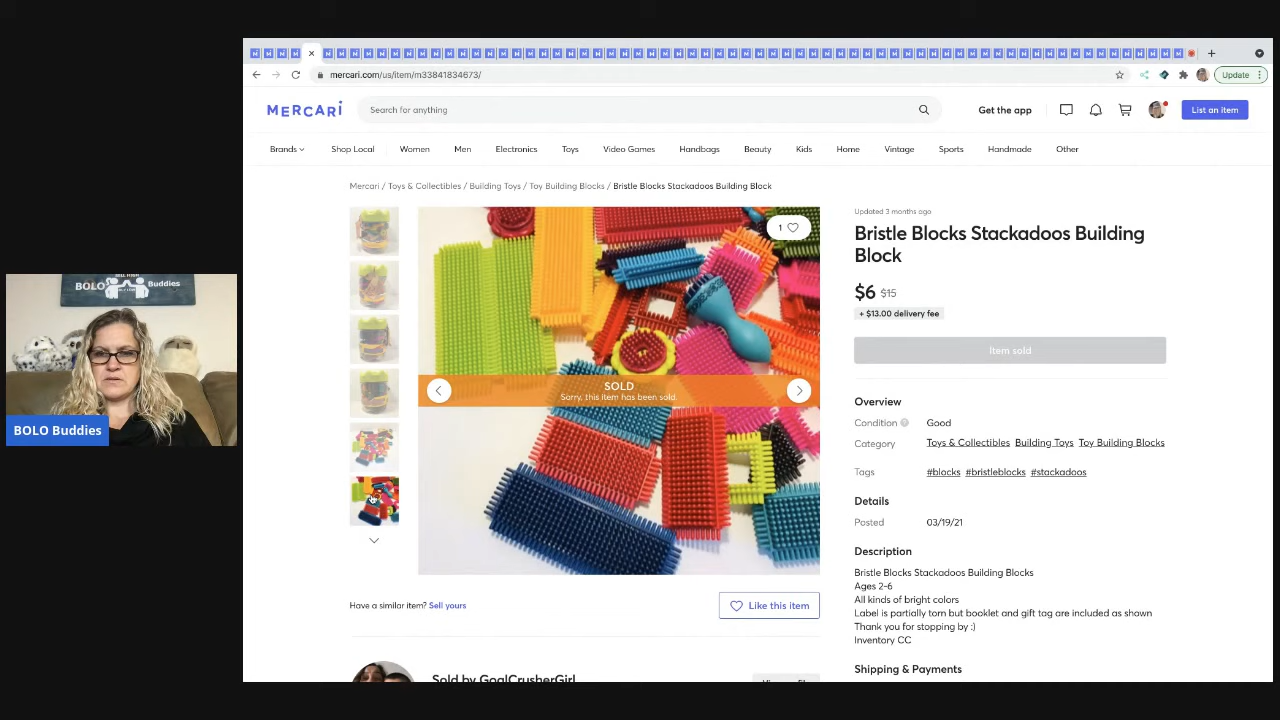 mercari.com/us/item/m33841834673/
Update
MERCARI
Search for anything
Get the app
List an item
Brands
Shop Local
Women
Men
Electronics
Toys
Video Games
Handbags
Beauty
Kids
Home
Vintage
Sports
Handmade
Other
Mercari / Toys & Collectibles / Building Toys / Toy Building Blocks / Bristle Blocks Stackadoos Building Block
1
SOLD
Sorry, this item has been sold.
Have a similar item? Sell yours
Like this item
Sold by GoalCrusherGirl
Updated 3 months ago
Bristle Blocks Stackadoos Building
Block
$6 $15
+ $13.00 delivery fee
Item sold
Overview
Condition Good
Category Toys & Collectibles Building Toys Toy Building Blocks
Tags #blocks #bristleblocks #stackadoos
Details
Posted 03/19/21
Description
Bristle Blocks Stackadoos Building Blocks
Ages 2-6
All kinds of bright colors
Label is partially torn but booklet and gift tag are included as shown
Thank you for stopping by :)
Inventory CC
Shipping & Payments
BOLO Buddies
BOLO Buddies